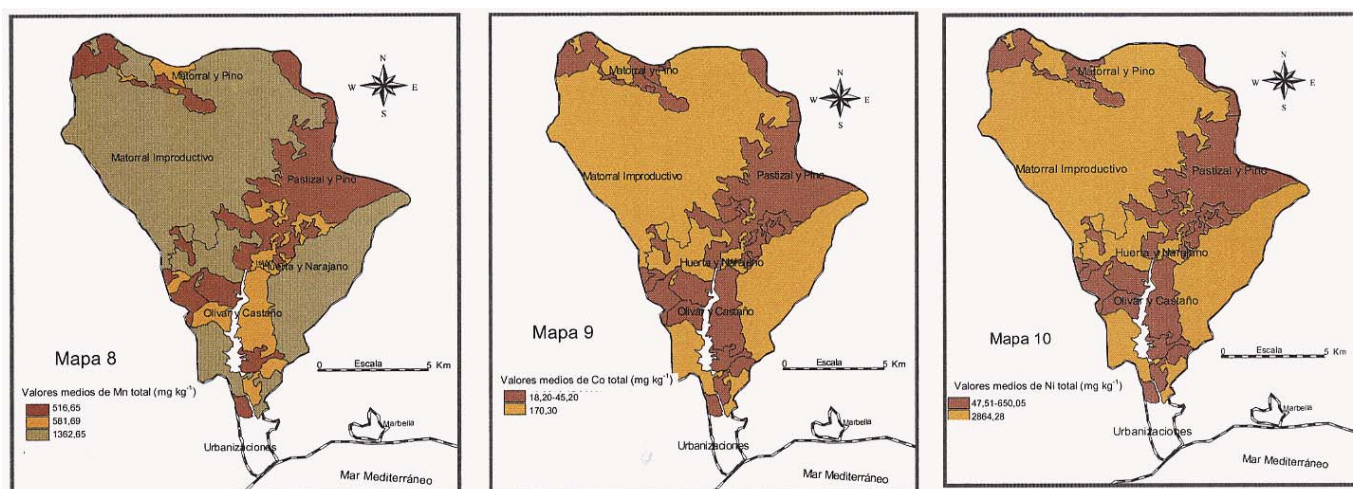 N
W E
S
Matorral y Pino
Matorral Improductivo
Pastizal y Pino
Huerta y Narajano
Olivar y Castaño
Mapa 8
Escala
0 5 Km
Valores medios de Mn total (mg kg⁻¹)
516,65
581,69
1362,65
Marbella
Urbanizaciones
Mar Mediterráneo
N
W E
S
Matorral y Pino
Matorral Improductivo
Pastizal y Pino
Huerta y Narajano
Olivar y Castaño
Mapa 9
Escala
0 5 Km
Valores medios de Co total (mg kg⁻¹)
18,20-45,20
170,30
Marbella
Urbanizaciones
Mar Mediterráneo
N
W E
S
Matorral y Pino
Matorral Improductivo
Pastizal y Pino
Huerta y Narajano
Olivar y Castaño
Mapa 10
Escala
0 5 Km
Valores medios de Ni total (mg kg⁻¹)
47,51-650,05
2864,28
Marbella
Urbanizaciones
Mar Mediterráneo